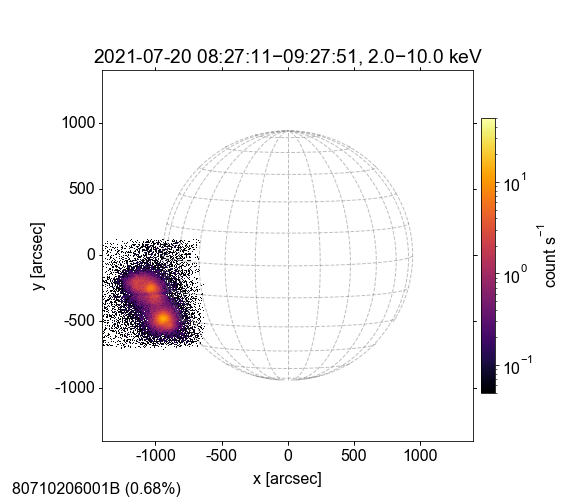 2021-07-20 08:27:11−09:27:51, 2.0−10.0 keV
1000
500
0
-500
-1000
y [arcsec]
-1000 -500 0 500 1000
x [arcsec]
10¹
10⁰
10⁻¹
count s⁻¹
80710206001B (0.68%)